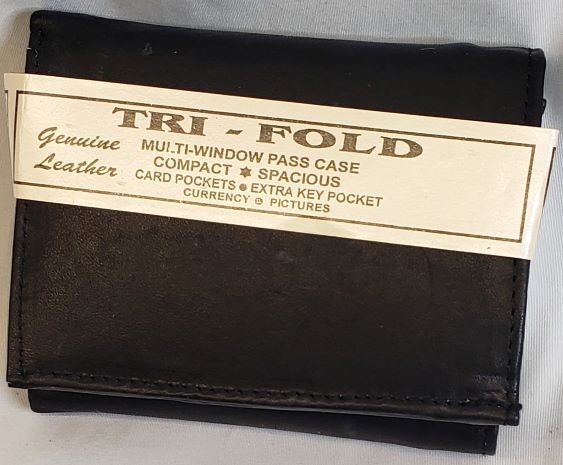 TRI - FOLD
Genuine Leather
MULTI-WINDOW PASS CASE
COMPACT ✶ SPACIOUS
CARD POCKETS ● EXTRA KEY POCKET
CURRENCY & PICTURES